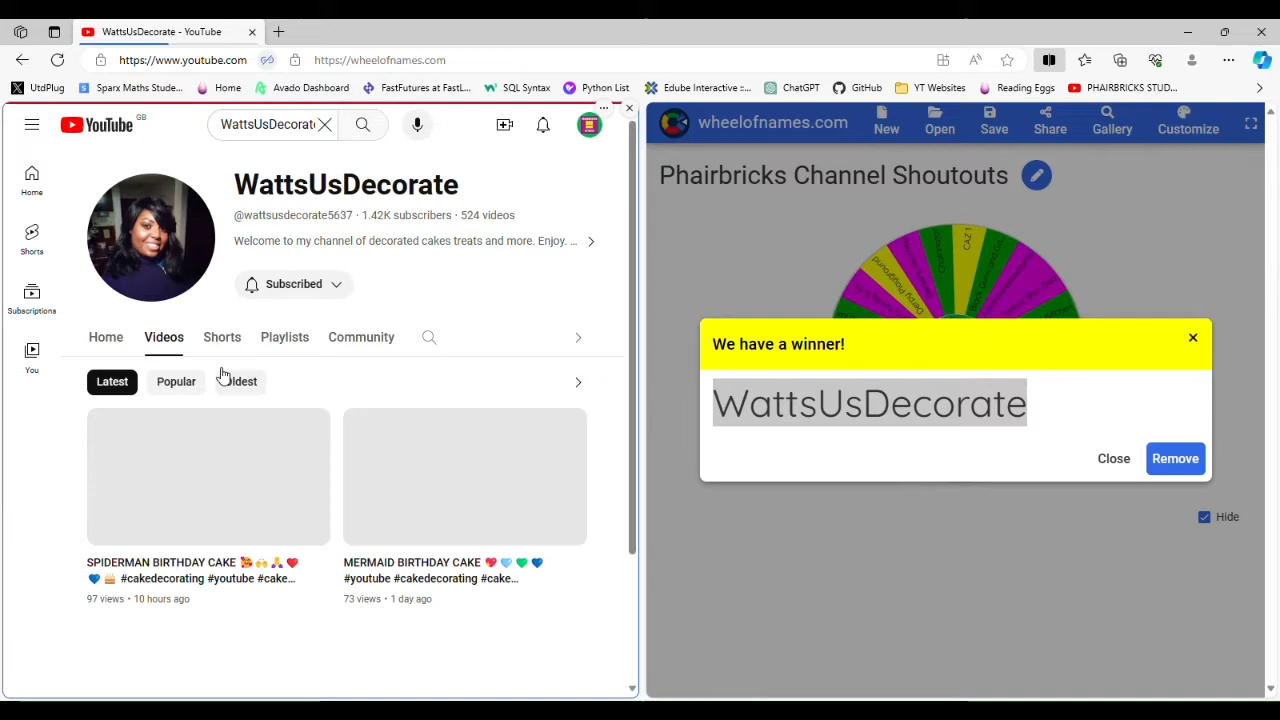 WattsUsDecorate - YouTube
https://www.youtube.com
https://wheelofnames.com
UtdPlug
Sparx Maths Stude...
Home
Avado Dashboard
FastFutures at FastL...
SQL Syntax
Python List
Edube Interactive ::...
ChatGPT
GitHub
YT Websites
Reading Eggs
PHAIRBRICKS STUD...
YouTube GB
WattsUsDecorat
Home
Shorts
Subscriptions
You
WattsUsDecorate
@wattsusdecorate5637 · 1.42K subscribers · 524 videos
Welcome to my channel of decorated cakes treats and more. Enjoy. ...
Subscribed
Home
Videos
Shorts
Playlists
Community
Latest
Popular
SPIDERMAN BIRTHDAY CAKE 🥰 🙌 🙏 ❤️
💙 🎂 #cakedecorating #youtube #cake...
97 views · 10 hours ago
MERMAID BIRTHDAY CAKE 💖 🩵 💚 💙
#youtube #cakedecorating #cake...
73 views · 1 day ago
wheelofnames.com
New
Open
Save
Share
Gallery
Customize
Phairbricks Channel Shoutouts
CAZ 1
Derby Playground
We have a winner!
WattsUsDecorate
Close
Remove
Hide